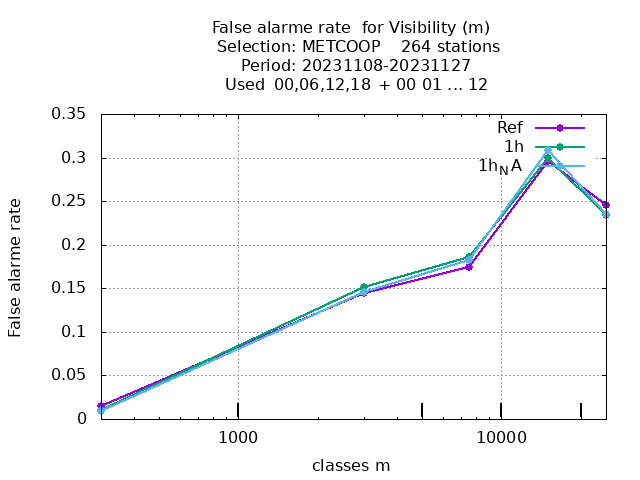 False alarme rate  for Visibility (m)
Selection: METCOOP    264 stations
Period: 20231108-20231127
Used  00,06,12,18 + 00 01 ... 12
0.35
0.3
0.25
0.2
0.15
0.1
0.05
0
False alarme rate
Ref
1h
1hNA
1000
10000
classes m